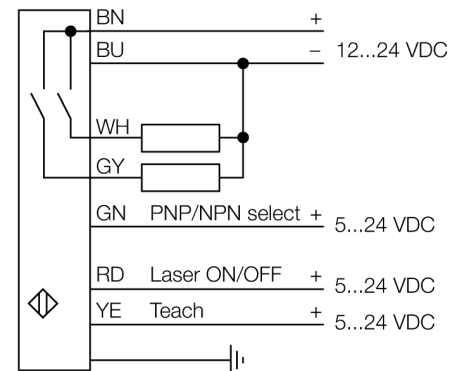 BN +
BU – 12...24 VDC
WH
GY
GN PNP/NPN select + 5...24 VDC
RD Laser ON/OFF + 5...24 VDC
YE Teach + 5...24 VDC